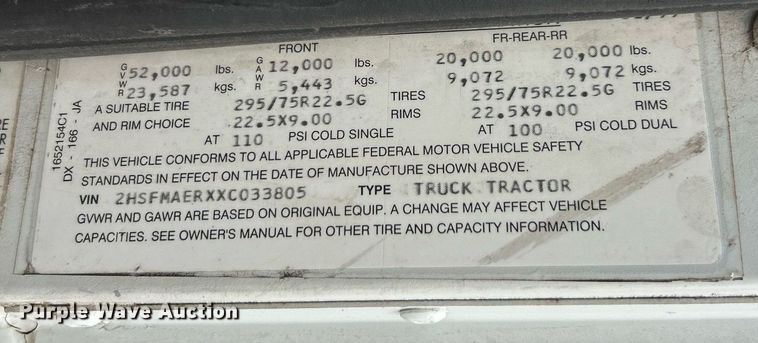 FRONT FR-REAR-RR
GVWR 52,000 lbs. GAWR 12,000 lbs. 20,000 20,000 lbs.
23,587 kgs. 5,443 kgs. 9,072 9,072 kgs.
A SUITABLE TIRE 295/75R22.5G TIRES 295/75R22.5G TIRES
AND RIM CHOICE 22.5X9.00 RIMS 22.5X9.00 RIMS
AT 110 PSI COLD SINGLE AT 100 PSI COLD DUAL
THIS VEHICLE CONFORMS TO ALL APPLICABLE FEDERAL MOTOR VEHICLE SAFETY
STANDARDS IN EFFECT ON THE DATE OF MANUFACTURE SHOWN ABOVE.
VIN 2HSFMAERXXC033805 TYPE TRUCK TRACTOR
GVWR AND GAWR ARE BASED ON ORIGINAL EQUIP. A CHANGE MAY AFFECT VEHICLE
CAPACITIES. SEE OWNER'S MANUAL FOR OTHER TIRE AND CAPACITY INFORMATION.
1652154C1
DX - 166 - JA
Purple Wave Auction